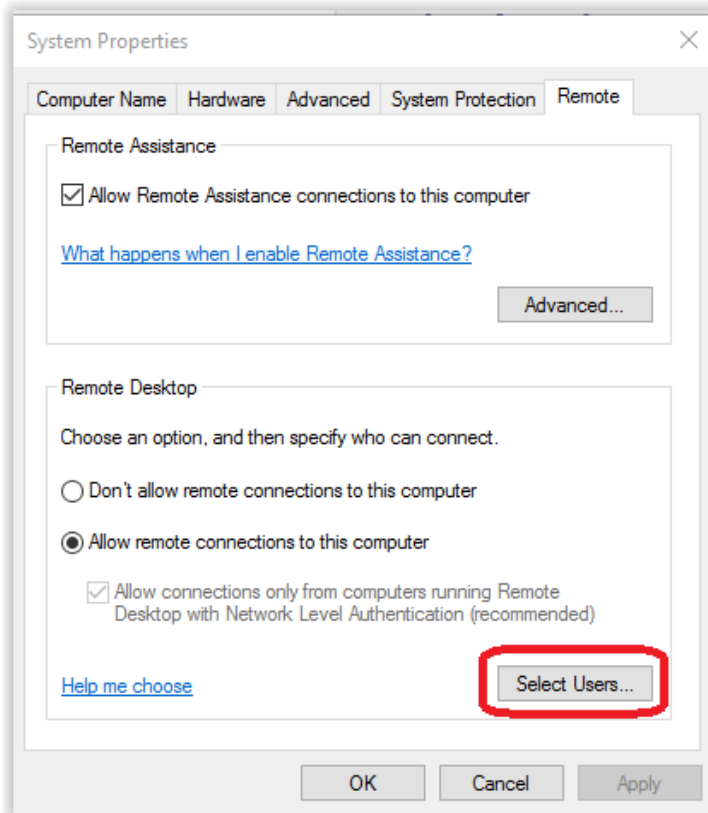 System Properties
Computer Name
Hardware
Advanced
System Protection
Remote
Remote Assistance
Allow Remote Assistance connections to this computer
What happens when I enable Remote Assistance?
Advanced...
Remote Desktop
Choose an option, and then specify who can connect.
Don't allow remote connections to this computer
Allow remote connections to this computer
Allow connections only from computers running Remote
Desktop with Network Level Authentication (recommended)
Help me choose
Select Users...
OK
Cancel
Apply